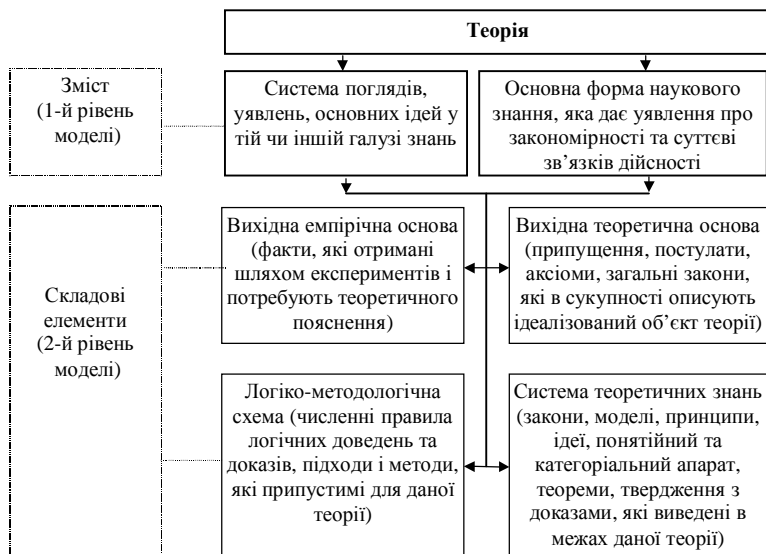 Теорія
Зміст
(1-й рівень
моделі)
Система поглядів,
уявлень, основних ідей у
тій чи іншій галузі знань
Основна форма наукового
знання, яка дає уявлення про
закономірності та суттєві
зв’язків дійсності
Складові
елементи
(2-й рівень
моделі)
Вихідна емпірічна основа
(факти, які отримані
шляхом експериментів і
потребують теоретичного
пояснення)
Вихідна теоретична основа
(припущення, постулати,
аксіоми, загальні закони,
які в сукупності описують
ідеалізований об’єкт теорії)
Логіко-методологічна
схема (численні правила
логічних доведень та
доказів, підходи і методи,
які припустимі для даної
теорії)
Система теоретичних знань
(закони, моделі, принципи,
ідеї, понятійний та
категоріальний апарат,
теореми, твердження з
доказами, які виведені в
межах даної теорії)